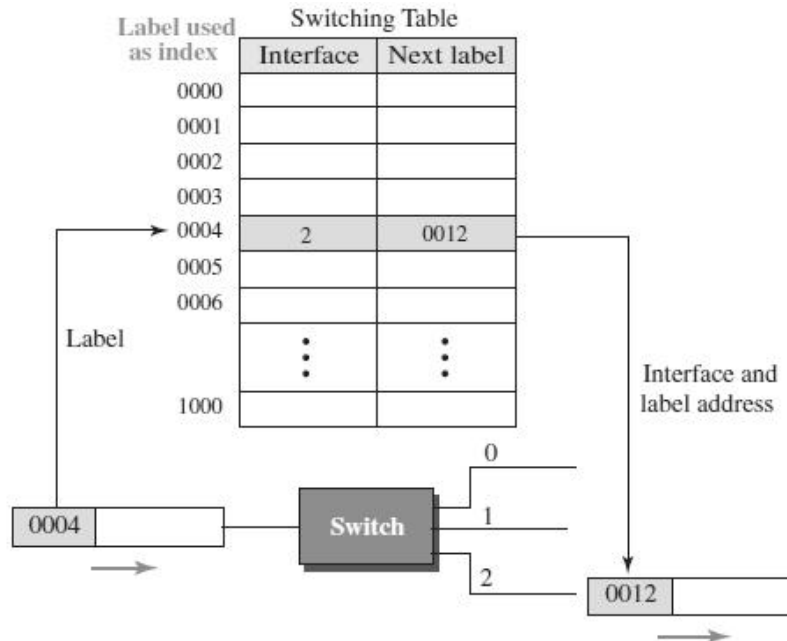 Switching Table
Label used
as index
Interface Next label
0000
0001
0002
0003
0004 2 0012
0005
0006
1000
Label
Interface and
label address
0
0004
Switch
1
2
0012